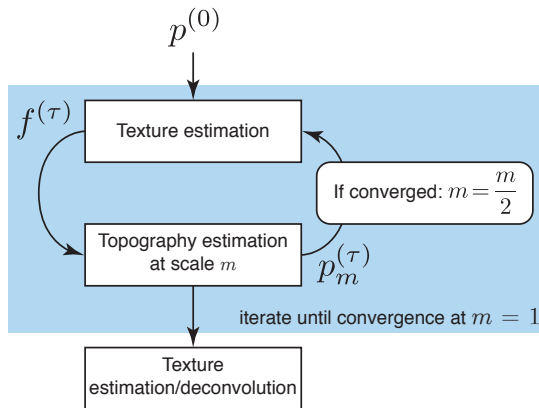 p^{(0)}
f^{(τ)}
Texture estimation
If converged: m = \frac{m}{2}
Topography estimation
at scale m
p_m^{(τ)}
iterate until convergence at m = 1
Texture
estimation/deconvolution